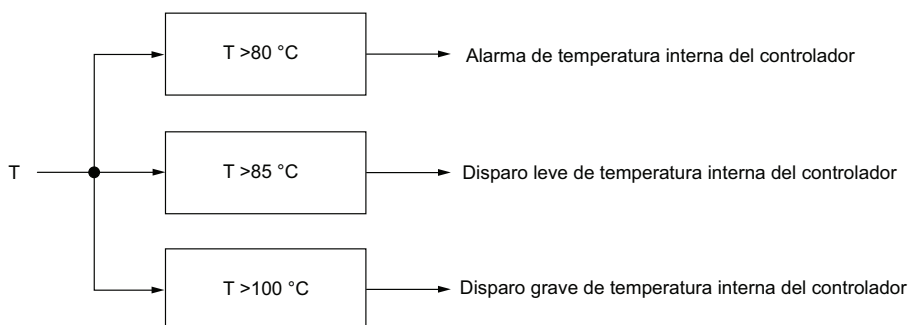 T >80 °C
Alarma de temperatura interna del controlador
T
T >85 °C
Disparo leve de temperatura interna del controlador
T >100 °C
Disparo grave de temperatura interna del controlador